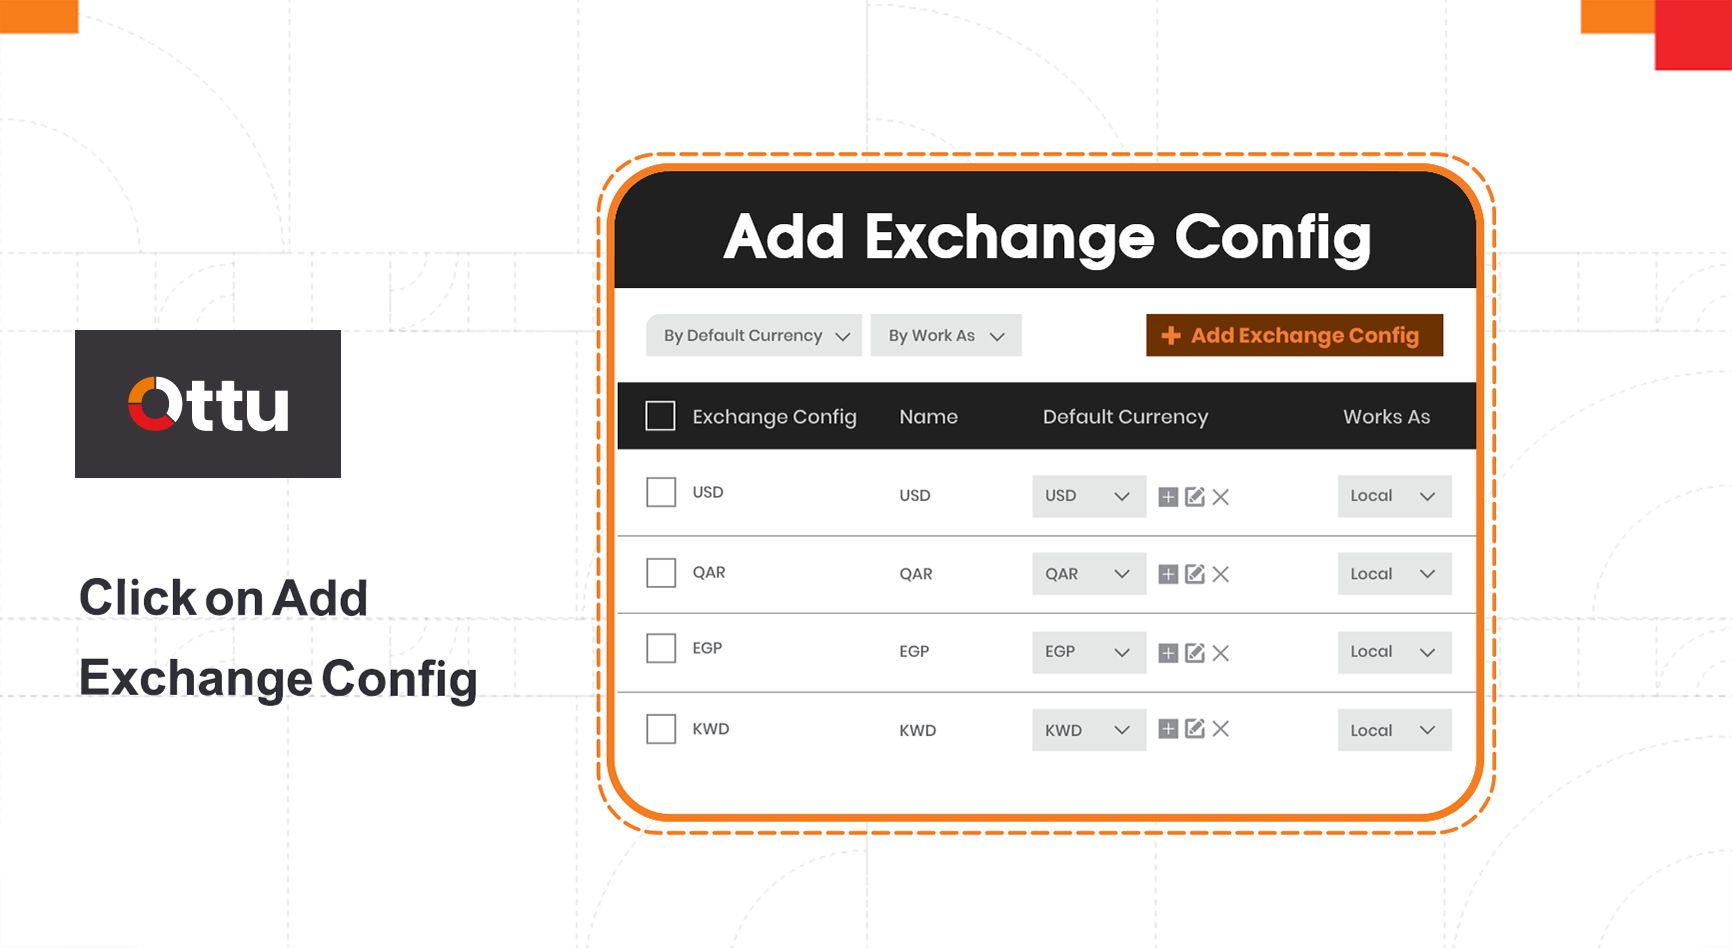 Ottu
Click on Add
Exchange Config
Add Exchange Config
By Default Currency
By Work As
Add Exchange Config
Exchange Config Name Default Currency Works As
USD USD USD Local
QAR QAR QAR Local
EGP EGP EGP Local
KWD KWD KWD Local